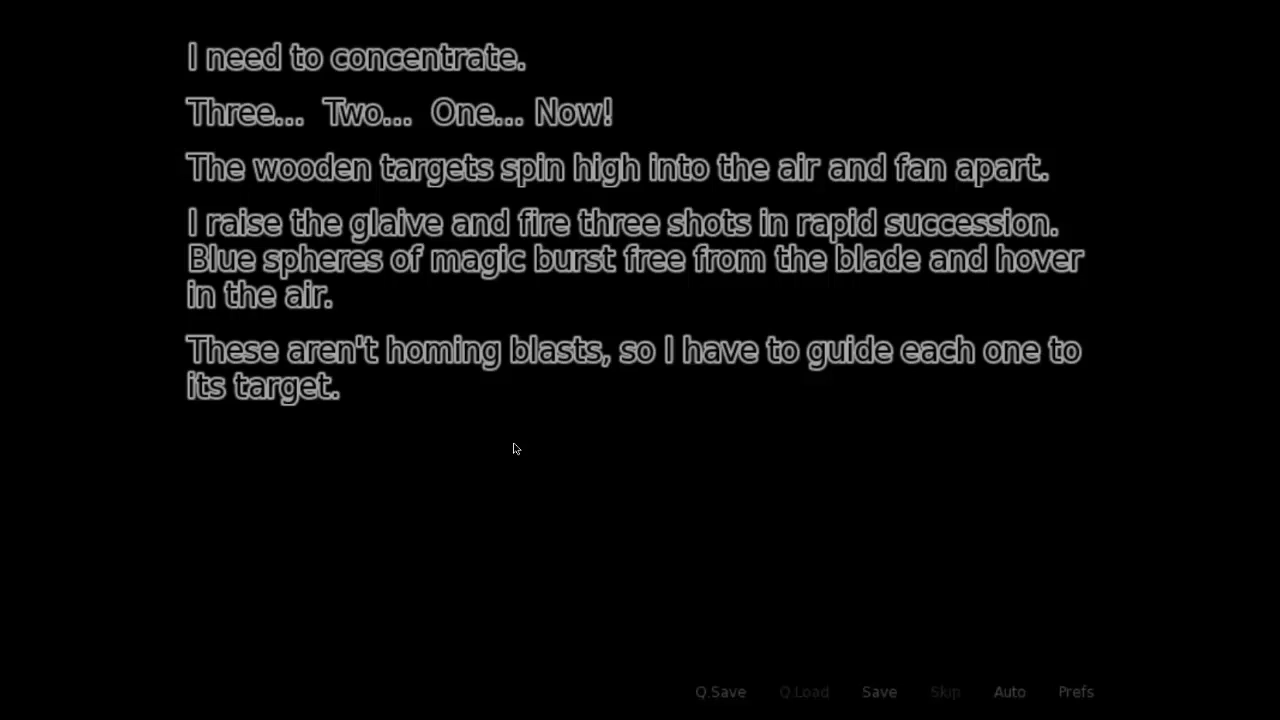 I need to concentrate.
Three... Two... One... Now!
The wooden targets spin high into the air and fan apart.
I raise the glaive and fire three shots in rapid succession.
Blue spheres of magic burst free from the blade and hover
in the air.
These aren't homing blasts, so I have to guide each one to
its target.
Q.Save Q.Load Save Skip Auto Prefs